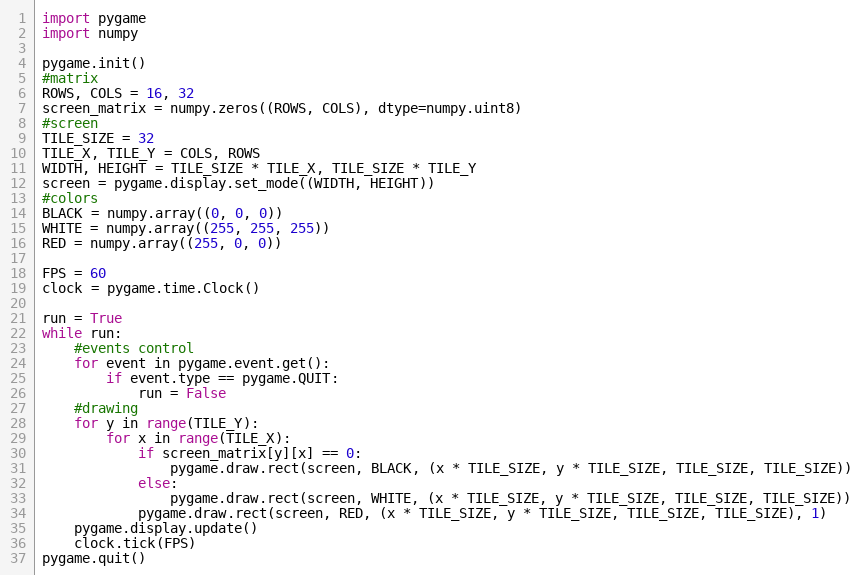 1 import pygame
2 import numpy
3
4 pygame.init()
5 #matrix
6 ROWS, COLS = 16, 32
7 screen_matrix = numpy.zeros((ROWS, COLS), dtype=numpy.uint8)
8 #screen
9 TILE_SIZE = 32
10 TILE_X, TILE_Y = COLS, ROWS
11 WIDTH, HEIGHT = TILE_SIZE * TILE_X, TILE_SIZE * TILE_Y
12 screen = pygame.display.set_mode((WIDTH, HEIGHT))
13 #colors
14 BLACK = numpy.array((0, 0, 0))
15 WHITE = numpy.array((255, 255, 255))
16 RED = numpy.array((255, 0, 0))
17
18 FPS = 60
19 clock = pygame.time.Clock()
20
21 run = True
22 while run:
23     #events control
24     for event in pygame.event.get():
25         if event.type == pygame.QUIT:
26             run = False
27     #drawing
28     for y in range(TILE_Y):
29         for x in range(TILE_X):
30             if screen_matrix[y][x] == 0:
31                 pygame.draw.rect(screen, BLACK, (x * TILE_SIZE, y * TILE_SIZE, TILE_SIZE, TILE_SIZE))
32             else:
33                 pygame.draw.rect(screen, WHITE, (x * TILE_SIZE, y * TILE_SIZE, TILE_SIZE, TILE_SIZE))
34             pygame.draw.rect(screen, RED, (x * TILE_SIZE, y * TILE_SIZE, TILE_SIZE, TILE_SIZE), 1)
35     pygame.display.update()
36     clock.tick(FPS)
37 pygame.quit()